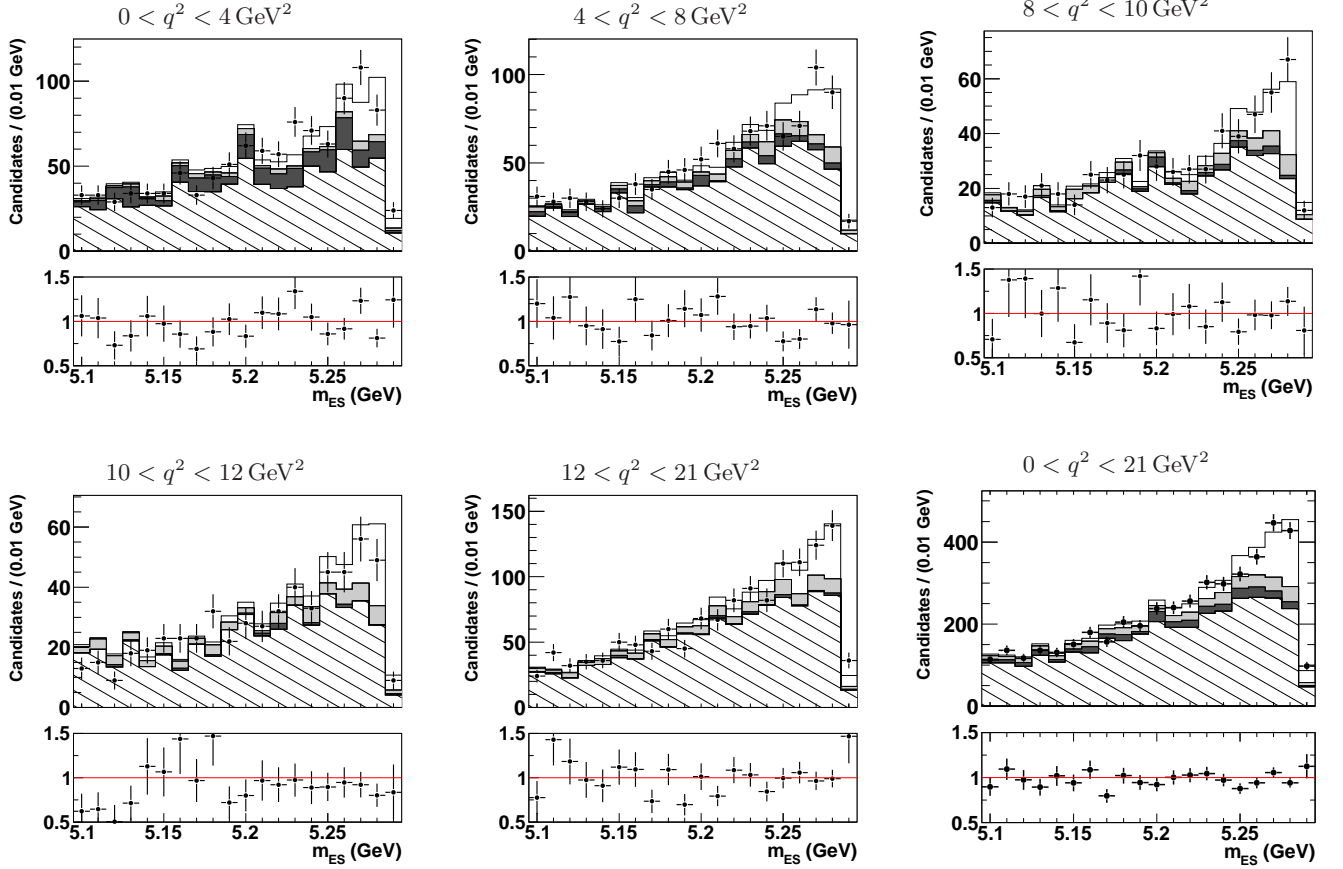 0 < q² < 4 GeV²
4 < q² < 8 GeV²
8 < q² < 10 GeV²
Candidates / (0.01 GeV)
100
50
0
1.5
1
0.5
5.1 5.15 5.2 5.25
m_ES (GeV)
Candidates / (0.01 GeV)
100
50
0
1.5
1
0.5
5.1 5.15 5.2 5.25
m_ES (GeV)
Candidates / (0.01 GeV)
60
40
20
0
1.5
1
0.5
5.1 5.15 5.2 5.25
m_ES (GeV)
10 < q² < 12 GeV²
12 < q² < 21 GeV²
0 < q² < 21 GeV²
Candidates / (0.01 GeV)
60
40
20
0
1.5
1
0.5
5.1 5.15 5.2 5.25
m_ES (GeV)
Candidates / (0.01 GeV)
150
100
50
0
1.5
1
0.5
5.1 5.15 5.2 5.25
m_ES (GeV)
Candidates / (0.01 GeV)
400
200
0
1.5
1
0.5
5.1 5.15 5.2 5.25
m_ES (GeV)